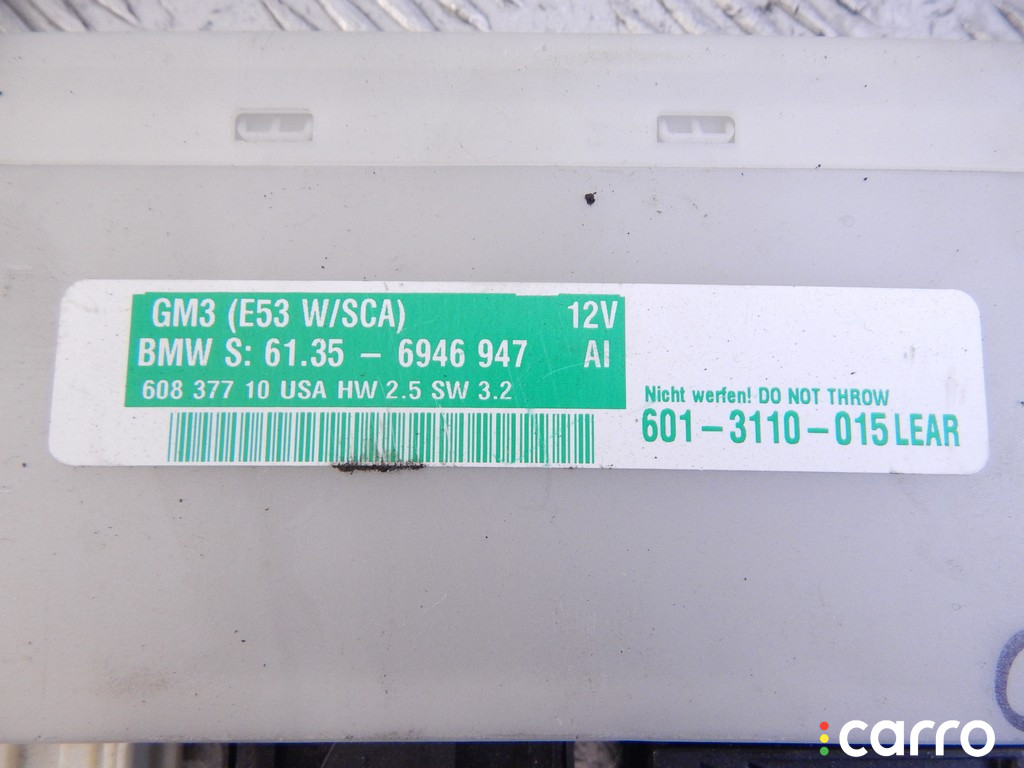 GM3 (E53 W/SCA) 12V
BMW S: 61.35 - 6946 947 AI
608 377 10 USA HW 2.5 SW 3.2
Nicht werfen! DO NOT THROW
601-3110-015 LEAR
carro